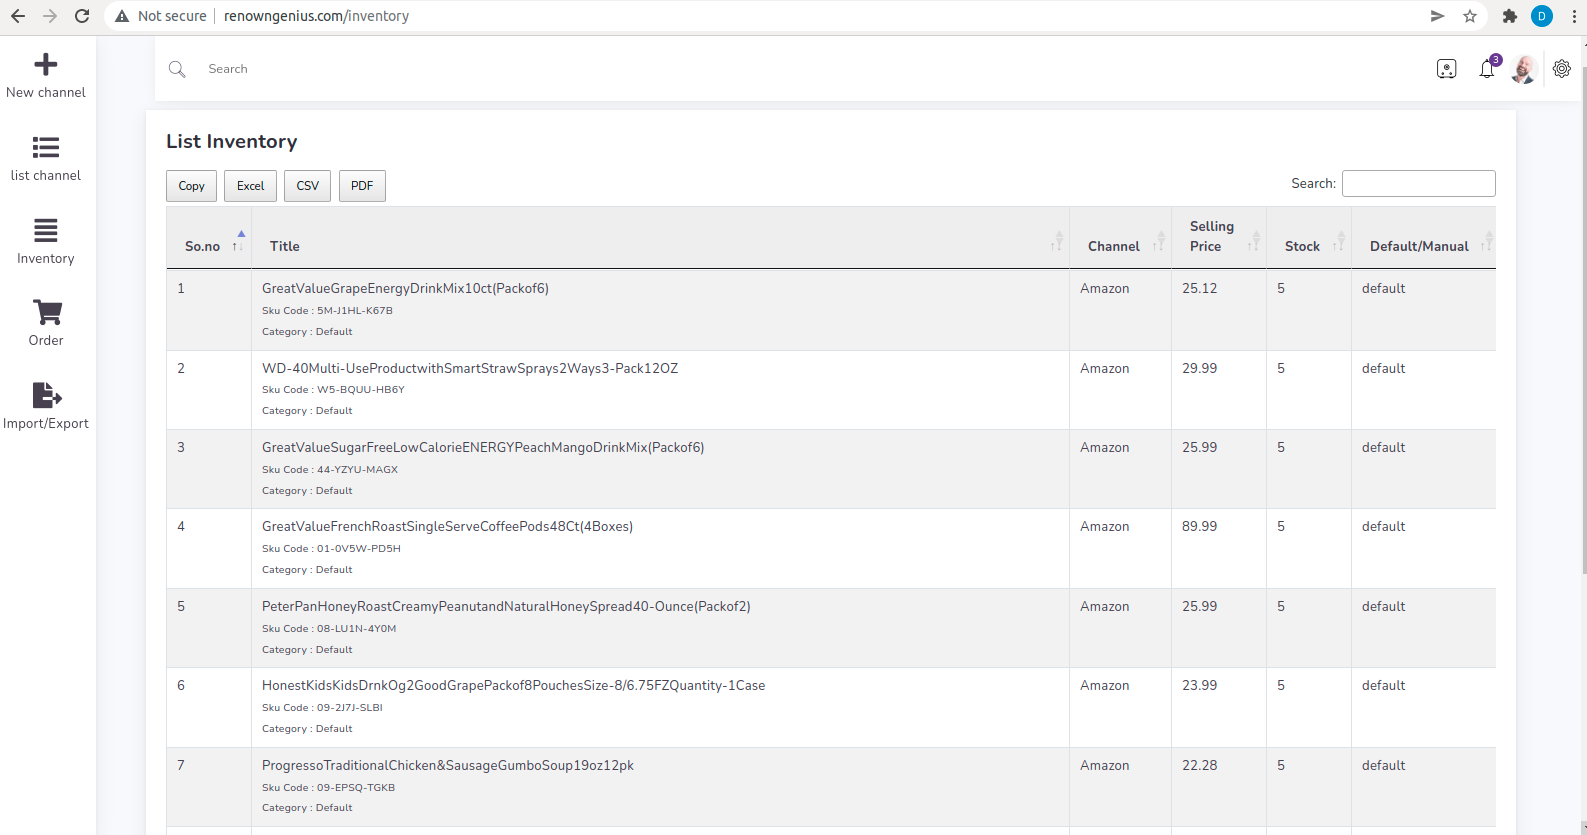 Not secure renowngenius.com/inventory D
New channel
list channel
Inventory
Order
Import/Export
Search 3
List Inventory
Copy Excel CSV PDF Search:
So.no Title Channel Selling Price Stock Default/Manual
1 GreatValueGrapeEnergyDrinkMix10ct(Packof6) Amazon 25.12 5 default
Sku Code : 5M-J1HL-K67B
Category : Default
2 WD-40Multi-UseProductwithSmartStrawSprays2Ways3-Pack12OZ Amazon 29.99 5 default
Sku Code : W5-BQUU-HB6Y
Category : Default
3 GreatValueSugarFreeLowCalorieENERGYPeachMangoDrinkMix(Packof6) Amazon 25.99 5 default
Sku Code : 44-YZYU-MAGX
Category : Default
4 GreatValueFrenchRoastSingleServeCoffeePods48Ct(4Boxes) Amazon 89.99 5 default
Sku Code : 01-0V5W-PD5H
Category : Default
5 PeterPanHoneyRoastCreamyPeanutandNaturalHoneySpread40-Ounce(Packof2) Amazon 25.99 5 default
Sku Code : 08-LU1N-4Y0M
Category : Default
6 HonestKidsKidsDrnkOg2GoodGrapePackof8PouchesSize-8/6.75FZQuantity-1Case Amazon 23.99 5 default
Sku Code : 09-2J7J-SLBI
Category : Default
7 ProgressoTraditionalChicken&SausageGumboSoup19oz12pk Amazon 22.28 5 default
Sku Code : 09-EPSQ-TGKB
Category : Default